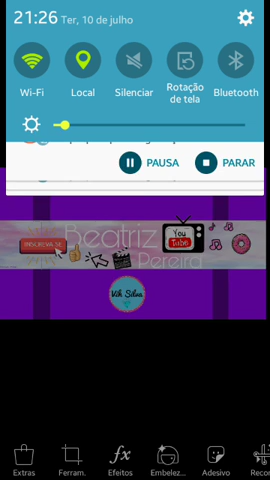 21:26 Ter, 10 de julho
Wi-Fi
Local
Silenciar
Rotação
de tela
Bluetooth
PAUSA
PARAR
INSCREVA-SE
Beatriz
Pereira
You
Tube
Vih Silva
Extras
Ferram.
Efeitos
Embelez...
Adesivo
Recor